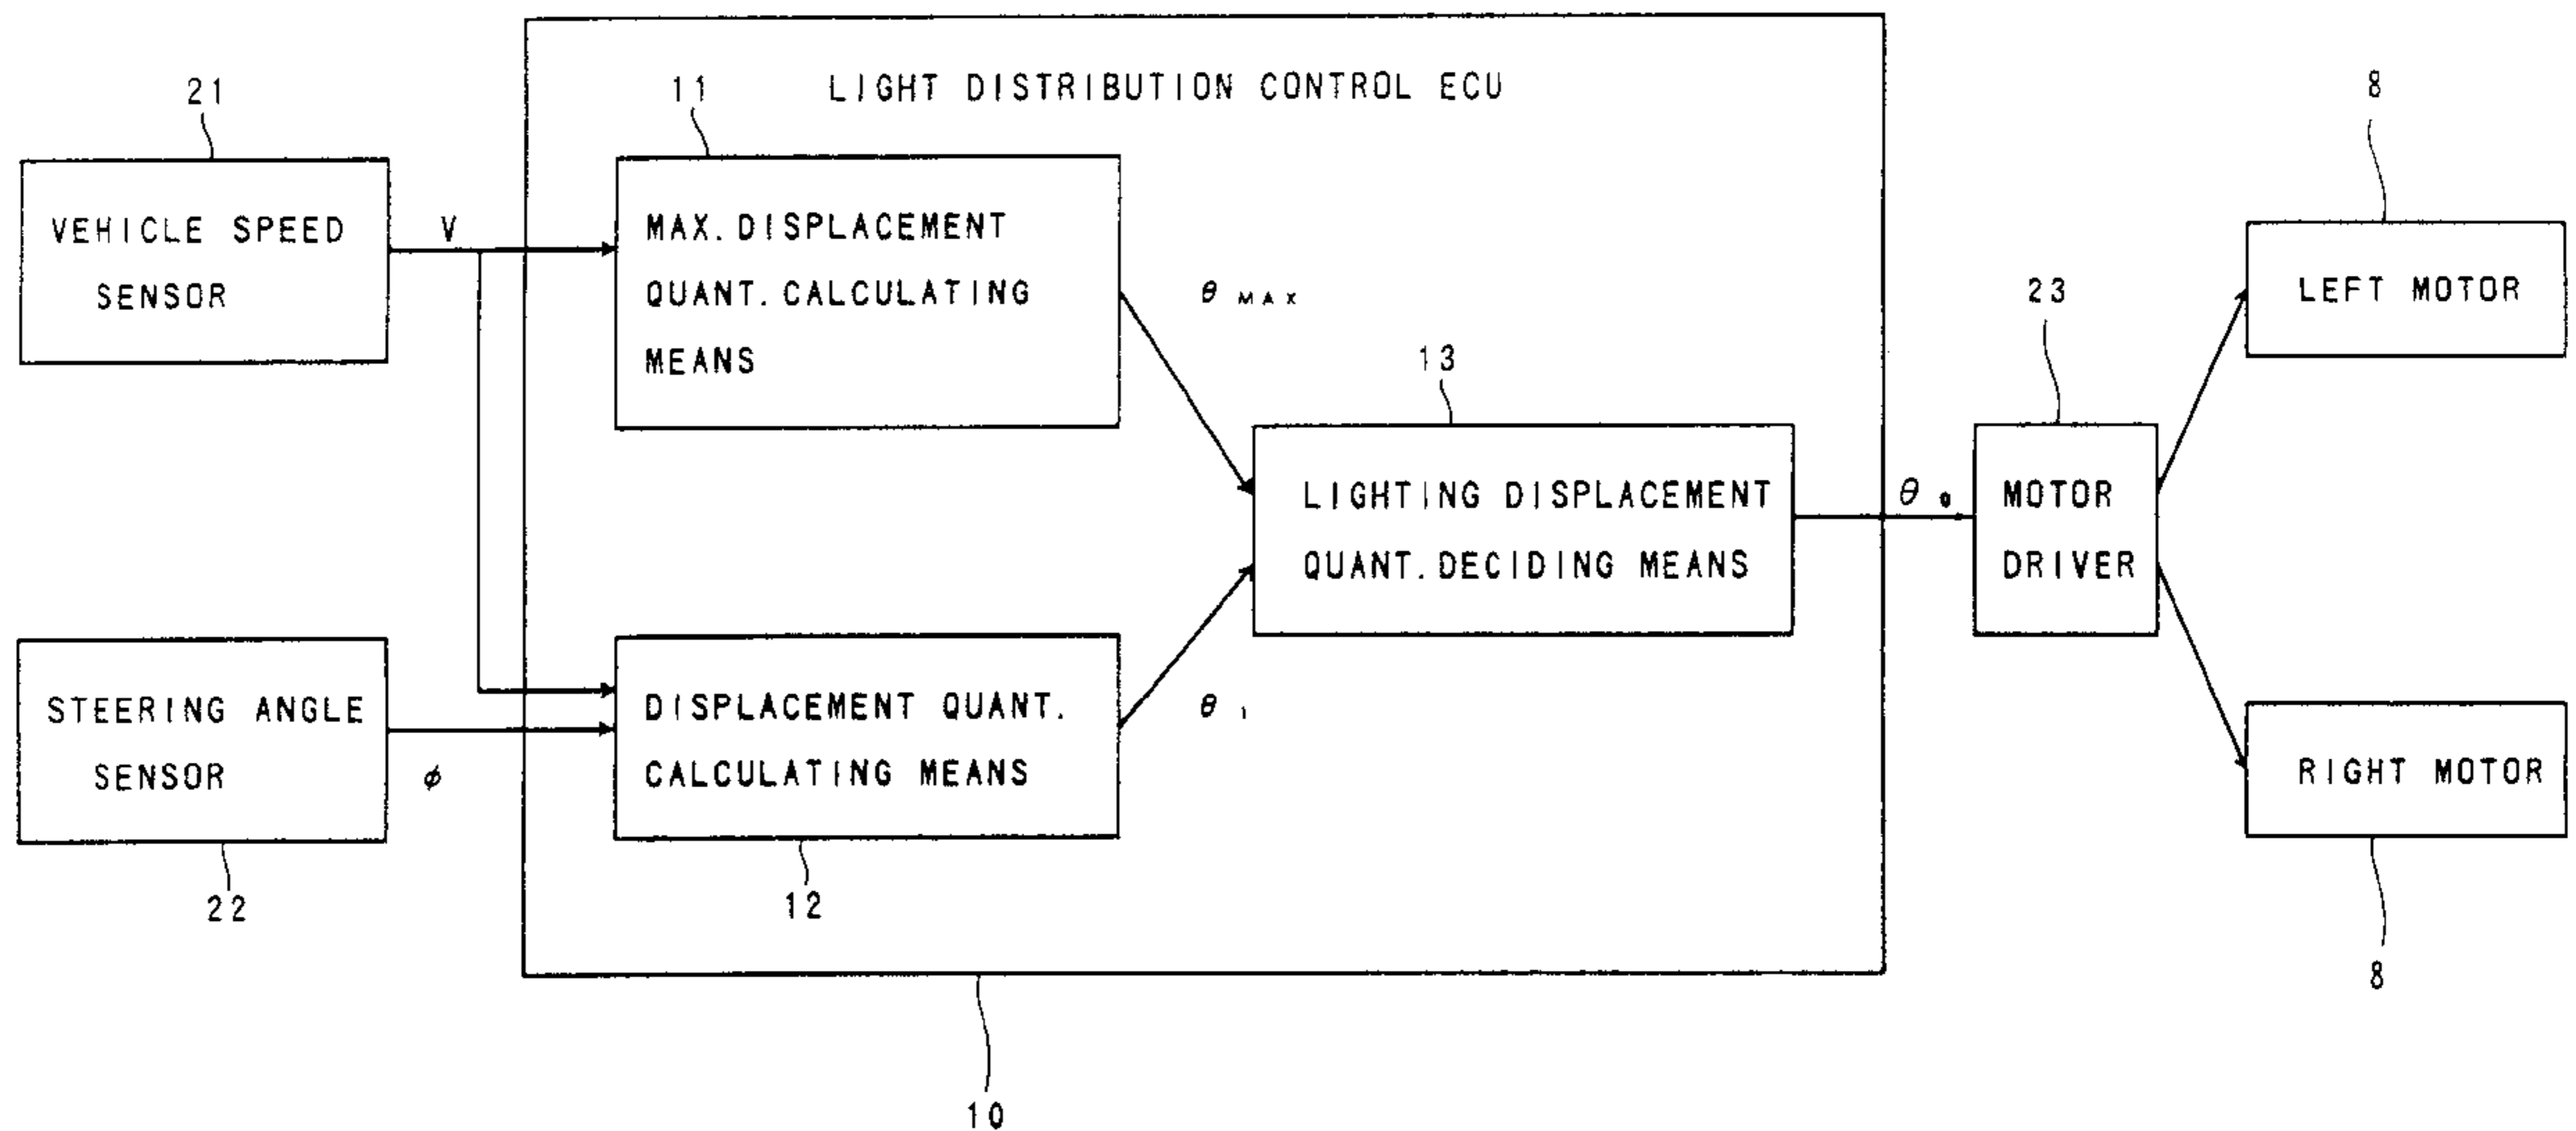 LIGHT DISTRIBUTION CONTROL ECU
21
VEHICLE SPEED
SENSOR
V
11
MAX. DISPLACEMENT
QUANT. CALCULATING
MEANS
θ MAX
22
STEERING ANGLE
SENSOR
φ
12
DISPLACEMENT QUANT.
CALCULATING MEANS
θ 1
13
LIGHTING DISPLACEMENT
QUANT. DECIDING MEANS
θ 0
23
MOTOR
DRIVER
8
LEFT MOTOR
RIGHT MOTOR
8
10